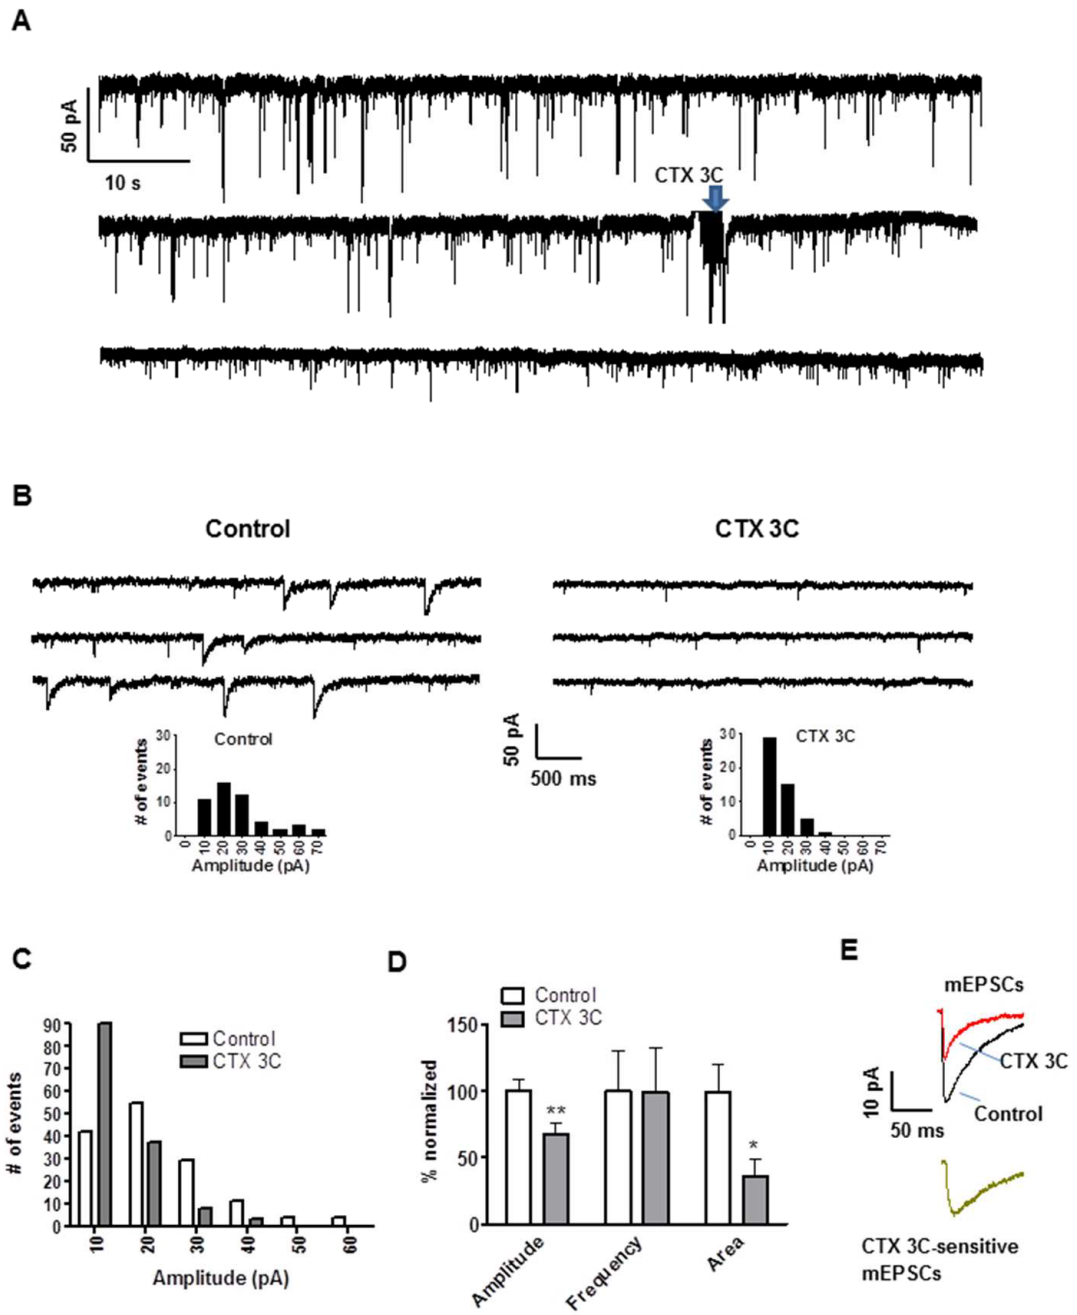 A
50 pA
10 s
CTX 3C
B
Control
CTX 3C
Control
# of events
30
20
10
0
0 10 20 30 40 50 60 70
Amplitude (pA)
50 pA
500 ms
CTX 3C
# of events
30
20
10
0
0 10 20 30 40 50 60 70
Amplitude (pA)
C
Control
CTX 3C
# of events
90
80
70
60
50
40
30
20
10
0
10 20 30 40 50 60
Amplitude (pA)
D
Control
CTX 3C
% normalized
150
100
50
0
**
*
Amplitude
Frequency
Area
E
mEPSCs
CTX 3C
Control
10 pA
50 ms
CTX 3C-sensitive
mEPSCs